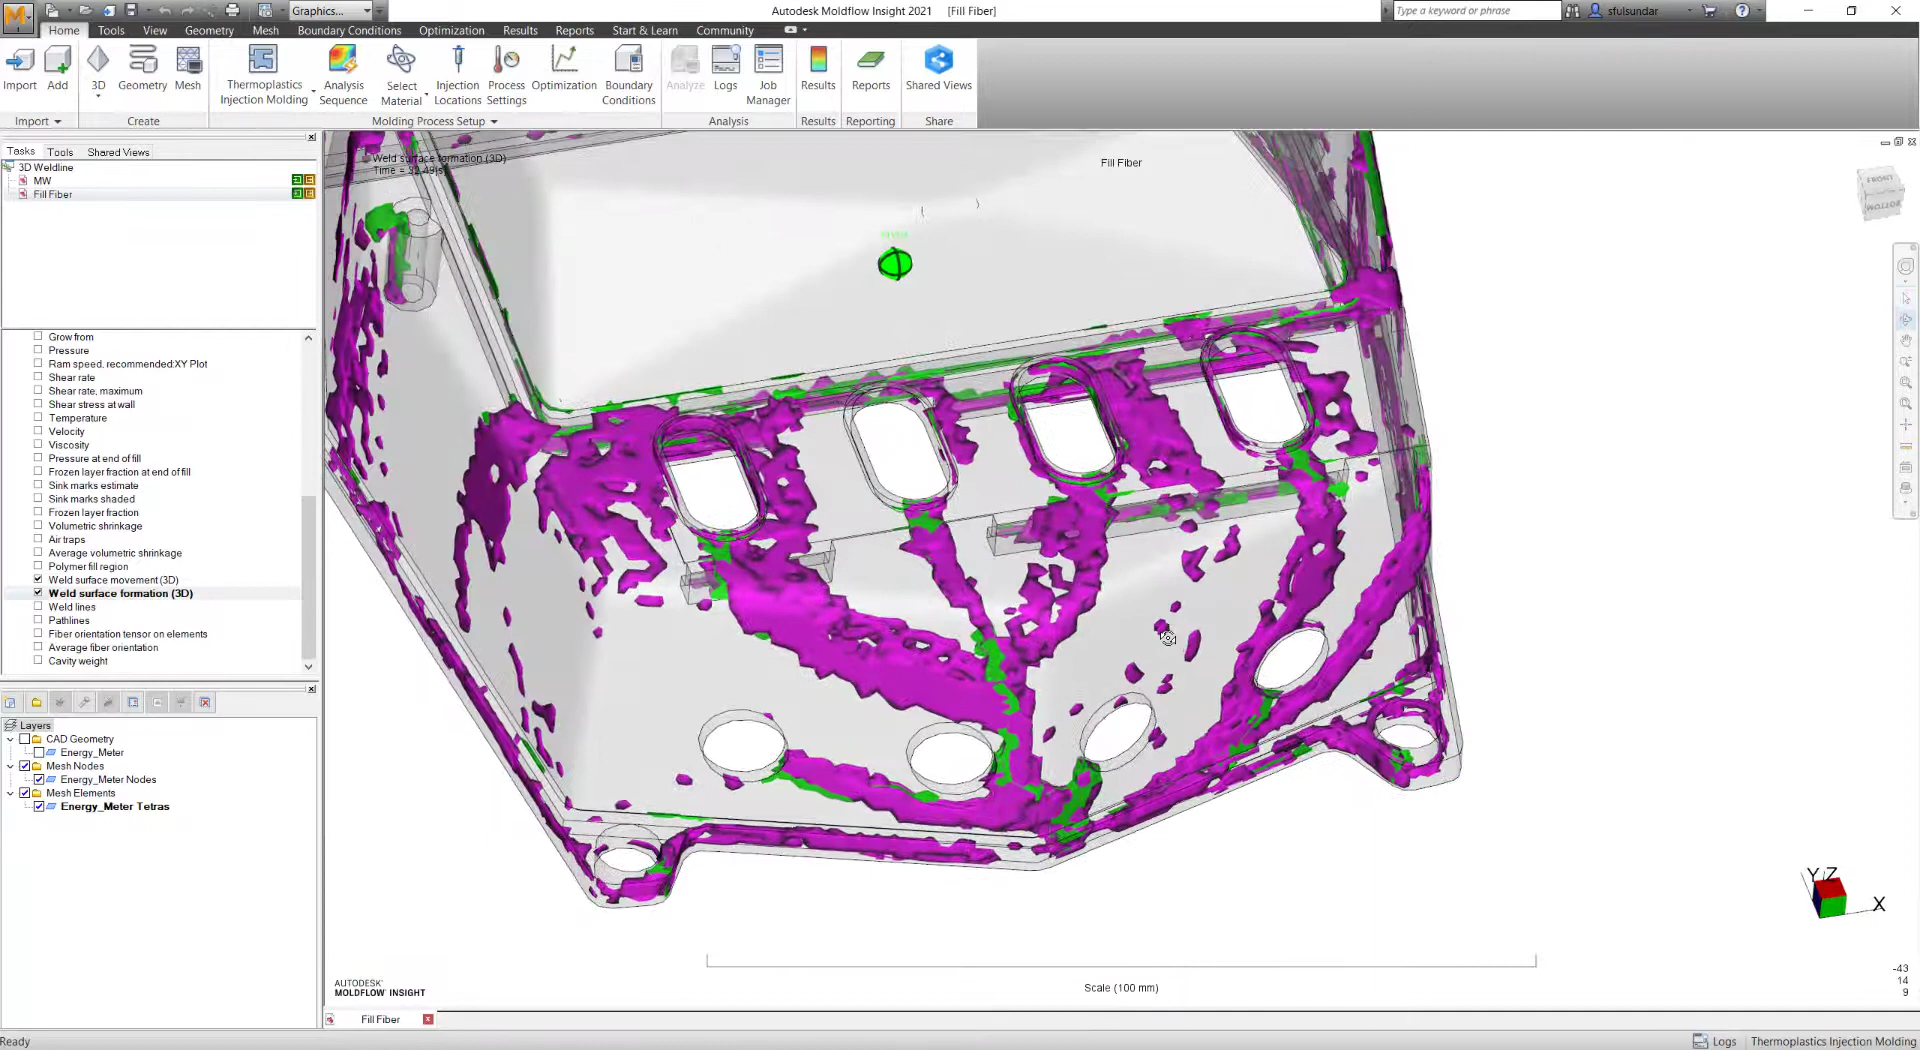 Graphics...
Autodesk Moldflow Insight 2021 [Fill Fiber]
Type a keyword or phrase
sfulsundar
Home
Tools
View
Geometry
Mesh
Boundary Conditions
Optimization
Results
Reports
Start & Learn
Community
Import
Add
3D
Geometry
Mesh
Thermoplastics
Injection Molding
Analysis
Sequence
Select
Material
Injection
Locations
Process
Settings
Optimization
Boundary
Conditions
Analyze
Logs
Job
Manager
Results
Reports
Shared Views
Import
Create
Molding Process Setup
Analysis
Results
Reporting
Share
Tasks
Tools
Shared Views
3D Weldline
MW
Fill Fiber
Grow from
Pressure
Ram speed, recommended:XY Plot
Shear rate
Shear rate, maximum
Shear stress at wall
Temperature
Velocity
Viscosity
Pressure at end of fill
Frozen layer fraction at end of fill
Sink marks estimate
Sink marks shaded
Frozen layer fraction
Volumetric shrinkage
Air traps
Average volumetric shrinkage
Polymer fill region
Weld surface movement (3D)
Weld surface formation (3D)
Weld lines
Pathlines
Fiber orientation tensor on elements
Average fiber orientation
Cavity weight
Layers
CAD Geometry
Energy_Meter
Mesh Nodes
Energy_Meter Nodes
Mesh Elements
Energy_Meter Tetras
Weld surface formation (3D)
Time = 32.49[s]
Fill Fiber
FRONT
BOTTOM
Y Z
X
-43
14
9
Scale (100 mm)
AUTODESK
MOLDFLOW INSIGHT
Fill Fiber
Ready
Logs
Thermoplastics Injection Molding